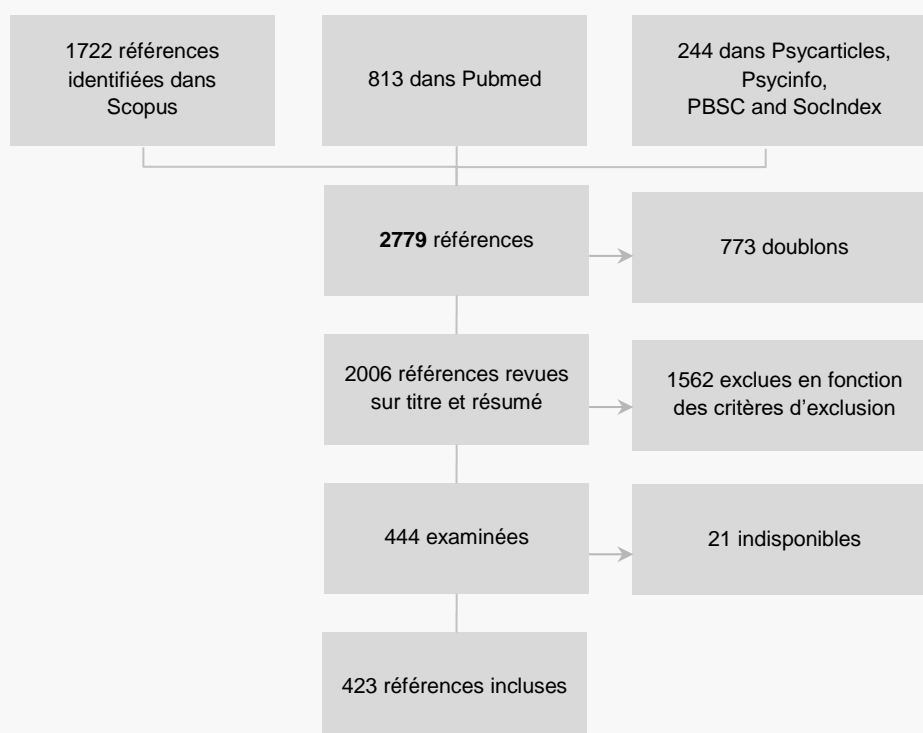 1722 références
identifiées dans
Scopus
813 dans Pubmed
244 dans Psycarticles,
Psycinfo,
PBSC and SocIndex
2779 références
773 doublons
2006 références revues
sur titre et résumé
1562 exclues en fonction
des critères d’exclusion
444 examinées
21 indisponibles
423 références incluses